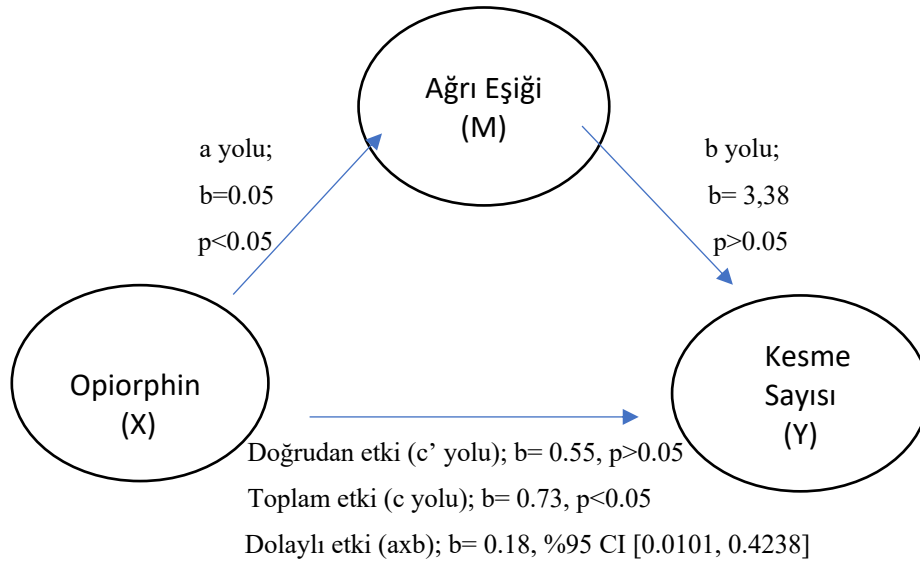 Ağrı Eşiği
(M)
a yolu;
b=0.05
p<0.05
b yolu;
b= 3,38
p>0.05
Opiorphin
(X)
Kesme
Sayısı
(Y)
Doğrudan etki (c’ yolu); b= 0.55, p>0.05
Toplam etki (c yolu); b= 0.73, p<0.05
Dolaylı etki (axb); b= 0.18, %95 CI [0.0101, 0.4238]